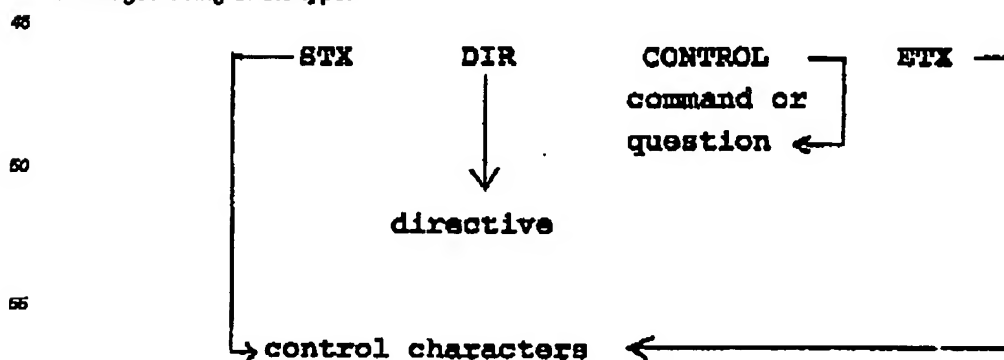 45
STX DIR CONTROL ETX
command or
question
50
directive
55
control characters